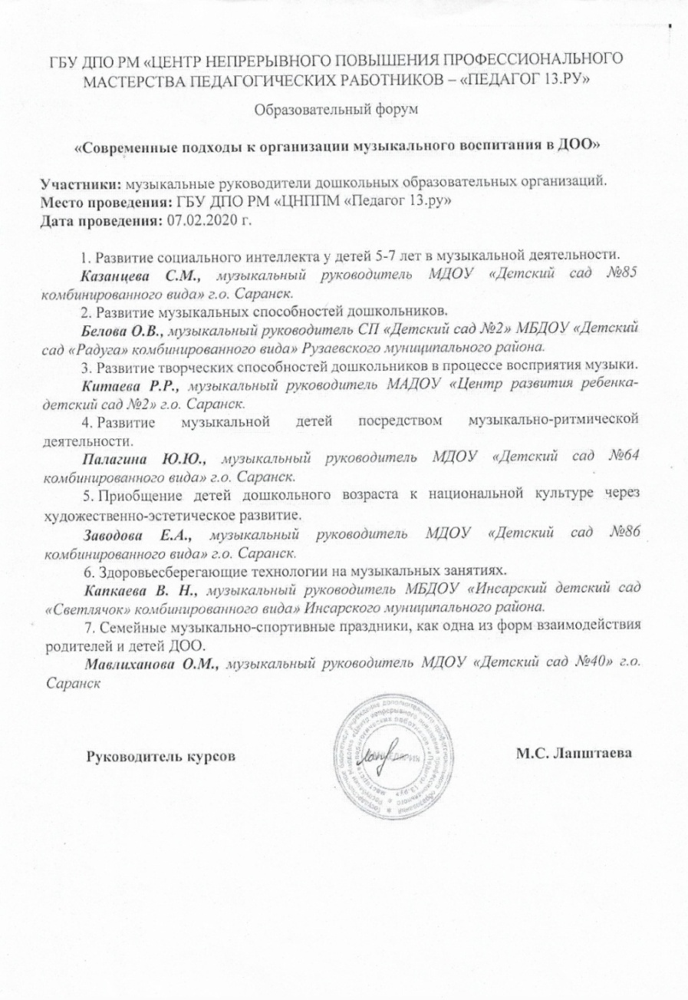 ГБУ ДПО РМ «ЦЕНТР НЕПРЕРЫВНОГО ПОВЫШЕНИЯ ПРОФЕССИОНАЛЬНОГО
МАСТЕРСТВА ПЕДАГОГИЧЕСКИХ РАБОТНИКОВ – «ПЕДАГОГ 13.РУ»
Образовательный форум
«Современные подходы к организации музыкального воспитания в ДОО»
Участники: музыкальные руководители дошкольных образовательных организаций.
Место проведения: ГБУ ДПО РМ «ЦНППМ «Педагог 13.ру»
Дата проведения: 07.02.2020 г.
1. Развитие социального интеллекта у детей 5-7 лет в музыкальной деятельности.
Казанцева С.М., музыкальный руководитель МДОУ «Детский сад №85
комбинированного вида» г.о. Саранск.
2. Развитие музыкальных способностей дошкольников.
Белова О.В., музыкальный руководитель СП «Детский сад №2» МБДОУ «Детский
сад «Радуга» комбинированного вида» Рузаевского муниципального района.
3. Развитие творческих способностей дошкольников в процессе восприятия музыки.
Китаева Р.Р., музыкальный руководитель МАДОУ «Центр развития ребенка-
детский сад №2» г.о. Саранск.
4. Развитие музыкальной детей посредством музыкально-ритмической
деятельности.
Палагина Ю.Ю., музыкальный руководитель МДОУ «Детский сад №64
комбинированного вида» г.о. Саранск.
5. Приобщение детей дошкольного возраста к национальной культуре через
художественно-эстетическое развитие.
Заводова Е.А., музыкальный руководитель МДОУ «Детский сад №86
комбинированного вида» г.о. Саранск.
6. Здоровьесберегающие технологии на музыкальных занятиях.
Капкаева В. Н., музыкальный руководитель МБДОУ «Инсарский детский сад
«Светлячок» комбинированного вида» Инсарского муниципального района.
7. Семейные музыкально-спортивные праздники, как одна из форм взаимодействия
родителей и детей ДОО.
Мавлиханова О.М., музыкальный руководитель МДОУ «Детский сад №40» г.о.
Саранск
Руководитель курсов
М.С. Лапштаева